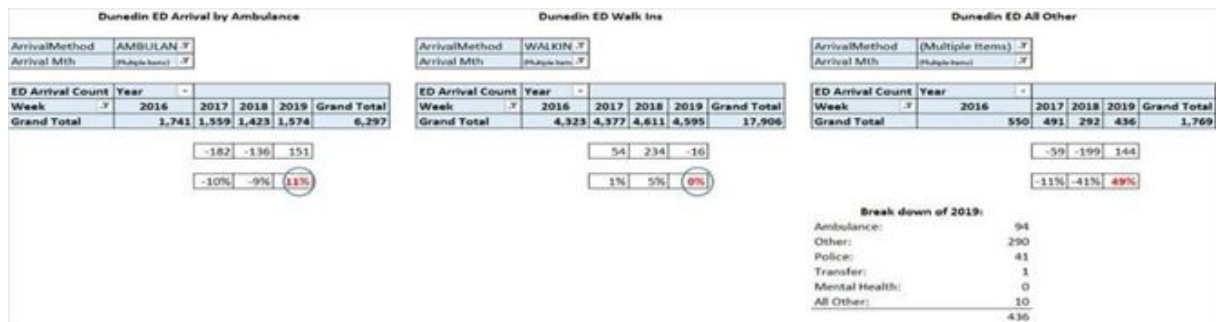 Dunedin ED Arrival by Ambulance
ArrivalMethod AMBULAN
Arrival Mth (Multiple Items)
ED Arrival Count Year
Week 2016 2017 2018 2019 Grand Total
Grand Total 1,741 1,559 1,423 1,574 6,297
-182 -136 151
-10% -9% 11%
Dunedin ED Walk Ins
ArrivalMethod WALKIN
Arrival Mth (Multiple Item
ED Arrival Count Year
Week 2016 2017 2018 2019 Grand Total
Grand Total 4,323 4,377 4,611 4,595 17,906
54 234 -16
1% 5% 0%
Dunedin ED All Other
ArrivalMethod (Multiple Items)
Arrival Mth (Multiple Items)
ED Arrival Count Year
Week 2016 2017 2018 2019 Grand Total
Grand Total 550 491 292 436 1,769
-59 -199 144
-11% -41% 49%
Break down of 2019:
Ambulance: 94
Other: 290
Police: 41
Transfer: 1
Mental Health: 0
All Other: 10
436